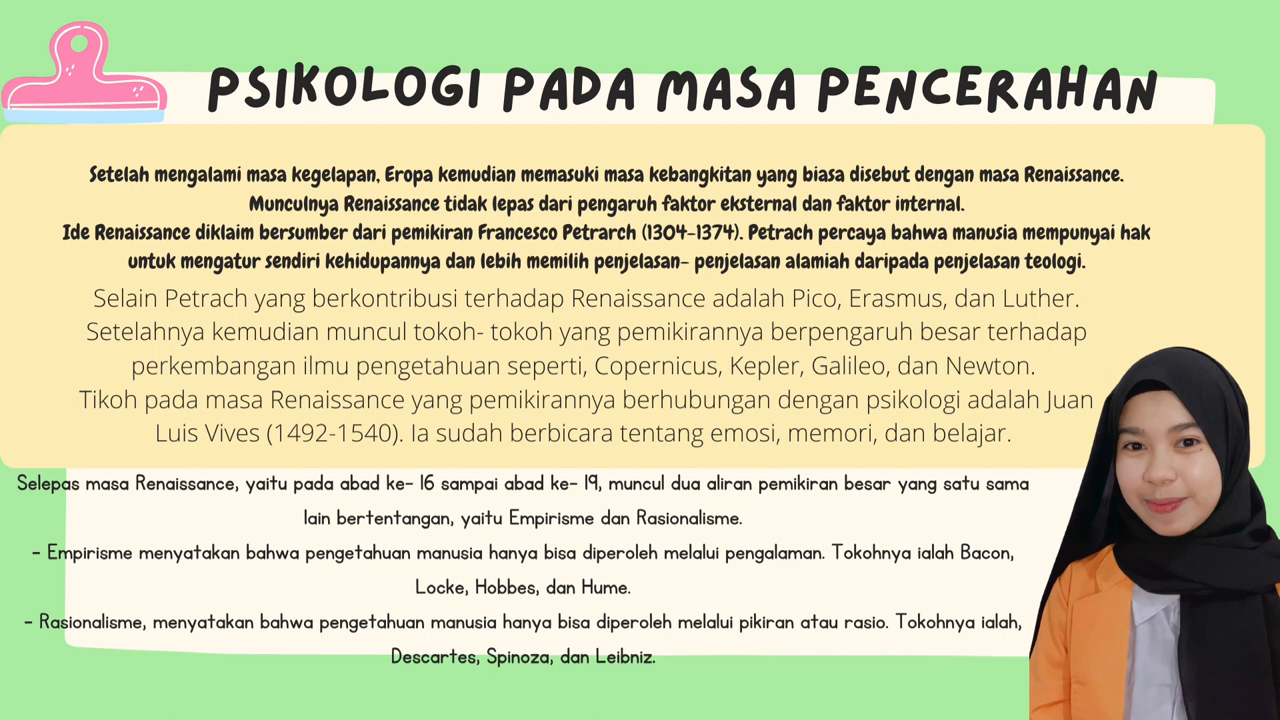 PSIKOLOGI PADA MASA PENCERAHAN
Setelah mengalami masa kegelapan, Eropa kemudian memasuki masa kebangkitan yang biasa disebut dengan masa Renaissance.
Munculnya Renaissance tidak lepas dari pengaruh faktor eksternal dan faktor internal.
Ide Renaissance diklaim bersumber dari pemikiran Francesco Petrarch (1304-1374). Petrach percaya bahwa manusia mempunyai hak
untuk mengatur sendiri kehidupannya dan lebih memilih penjelasan- penjelasan alamiah daripada penjelasan teologi.
Selain Petrach yang berkontribusi terhadap Renaissance adalah Pico, Erasmus, dan Luther.
Setelahnya kemudian muncul tokoh- tokoh yang pemikirannya berpengaruh besar terhadap
perkembangan ilmu pengetahuan seperti, Copernicus, Kepler, Galileo, dan Newton.
Tikoh pada masa Renaissance yang pemikirannya berhubungan dengan psikologi adalah Juan
Luis Vives (1492-1540). Ia sudah berbicara tentang emosi, memori, dan belajar.
Selepas masa Renaissance, yaitu pada abad ke- 16 sampai abad ke- 19, muncul dua aliran pemikiran besar yang satu sama
lain bertentangan, yaitu Empirisme dan Rasionalisme.
- Empirisme menyatakan bahwa pengetahuan manusia hanya bisa diperoleh melalui pengalaman. Tokohnya ialah Bacon,
Locke, Hobbes, dan Hume.
- Rasionalisme, menyatakan bahwa pengetahuan manusia hanya bisa diperoleh melalui pikiran atau rasio. Tokohnya ialah,
Descartes, Spinoza, dan Leibniz.